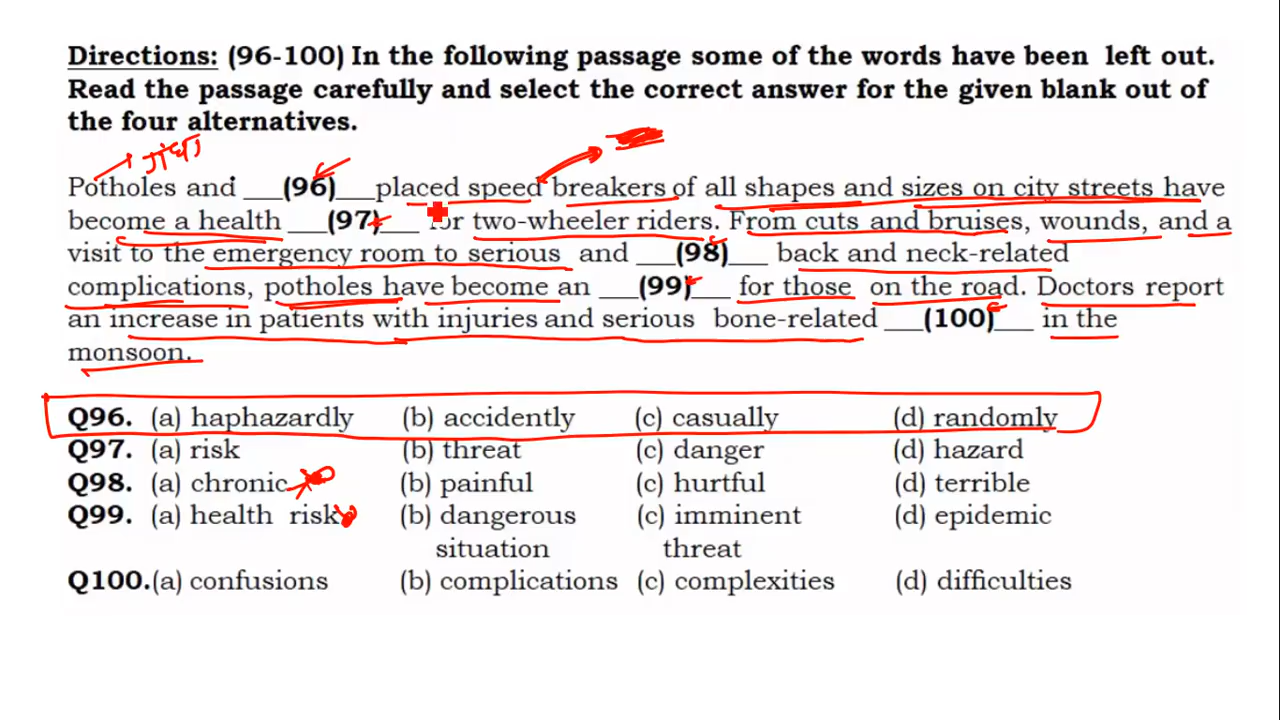 Directions: (96-100) In the following passage some of the words have been left out.
Read the passage carefully and select the correct answer for the given blank out of
the four alternatives.
Potholes and ___(96)___placed speed breakers of all shapes and sizes on city streets have
become a health ___(97)___ for two-wheeler riders. From cuts and bruises, wounds, and a
visit to the emergency room to serious and ___(98)___ back and neck-related
complications, potholes have become an ___(99)___ for those on the road. Doctors report
an increase in patients with injuries and serious bone-related ___(100)___ in the
monsoon.
Q96. (a) haphazardly (b) accidently (c) casually (d) randomly
Q97. (a) risk (b) threat (c) danger (d) hazard
Q98. (a) chronic (b) painful (c) hurtful (d) terrible
Q99. (a) health risk (b) dangerous (c) imminent (d) epidemic
situation threat
Q100.(a) confusions (b) complications (c) complexities (d) difficulties